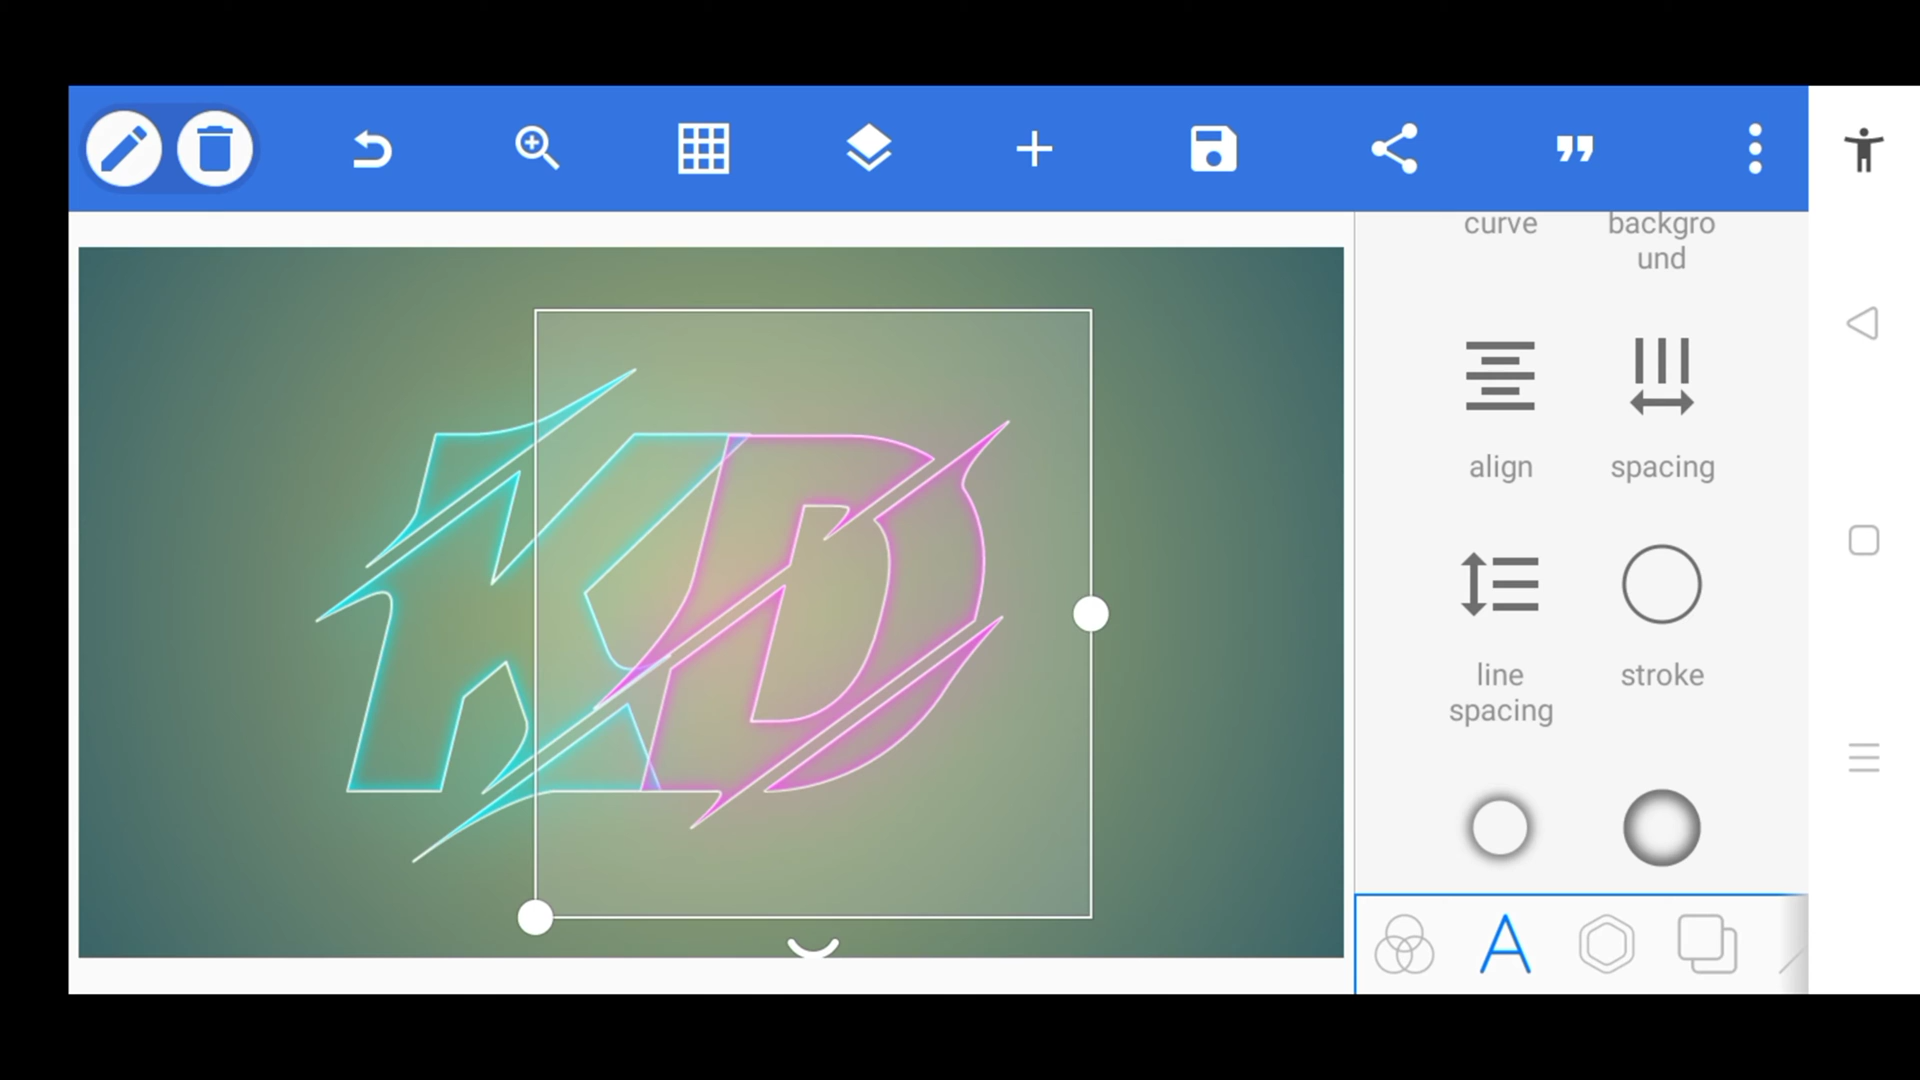 curve
backgro
und
KD
align
spacing
line
spacing
stroke